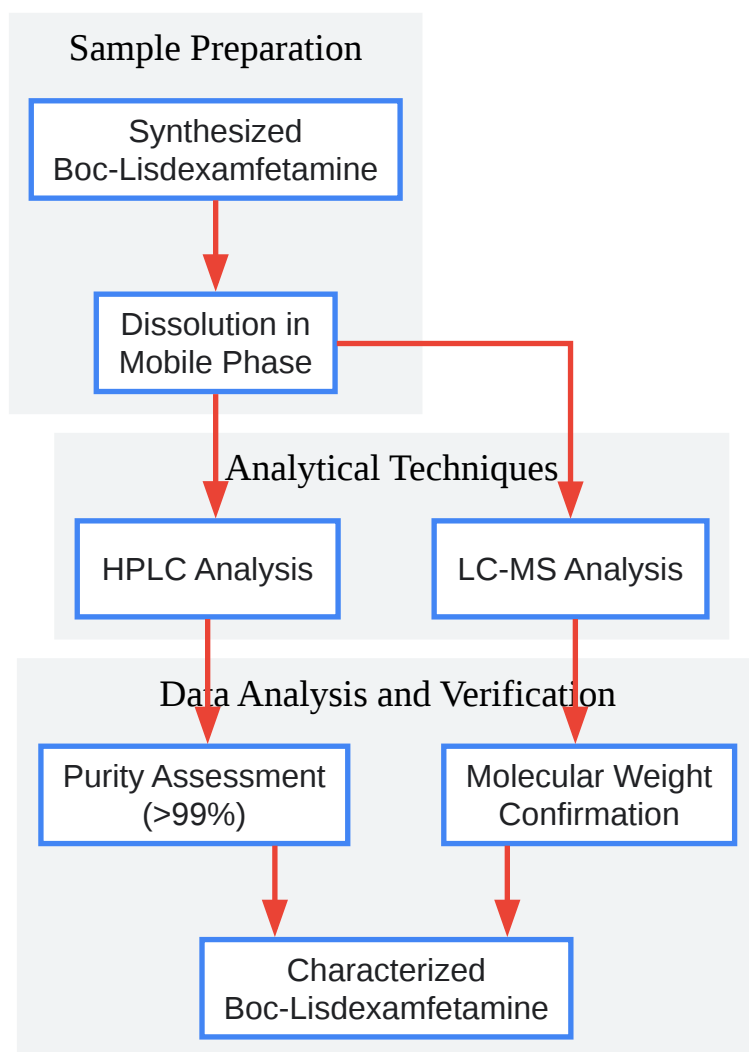 Sample Preparation
Synthesized
Boc-Lisdexamfetamine
Dissolution in
Mobile Phase
Analytical Techniques
HPLC Analysis
LC-MS Analysis
Data Analysis and Verification
Purity Assessment
(>99%)
Molecular Weight
Confirmation
Characterized
Boc-Lisdexamfetamine